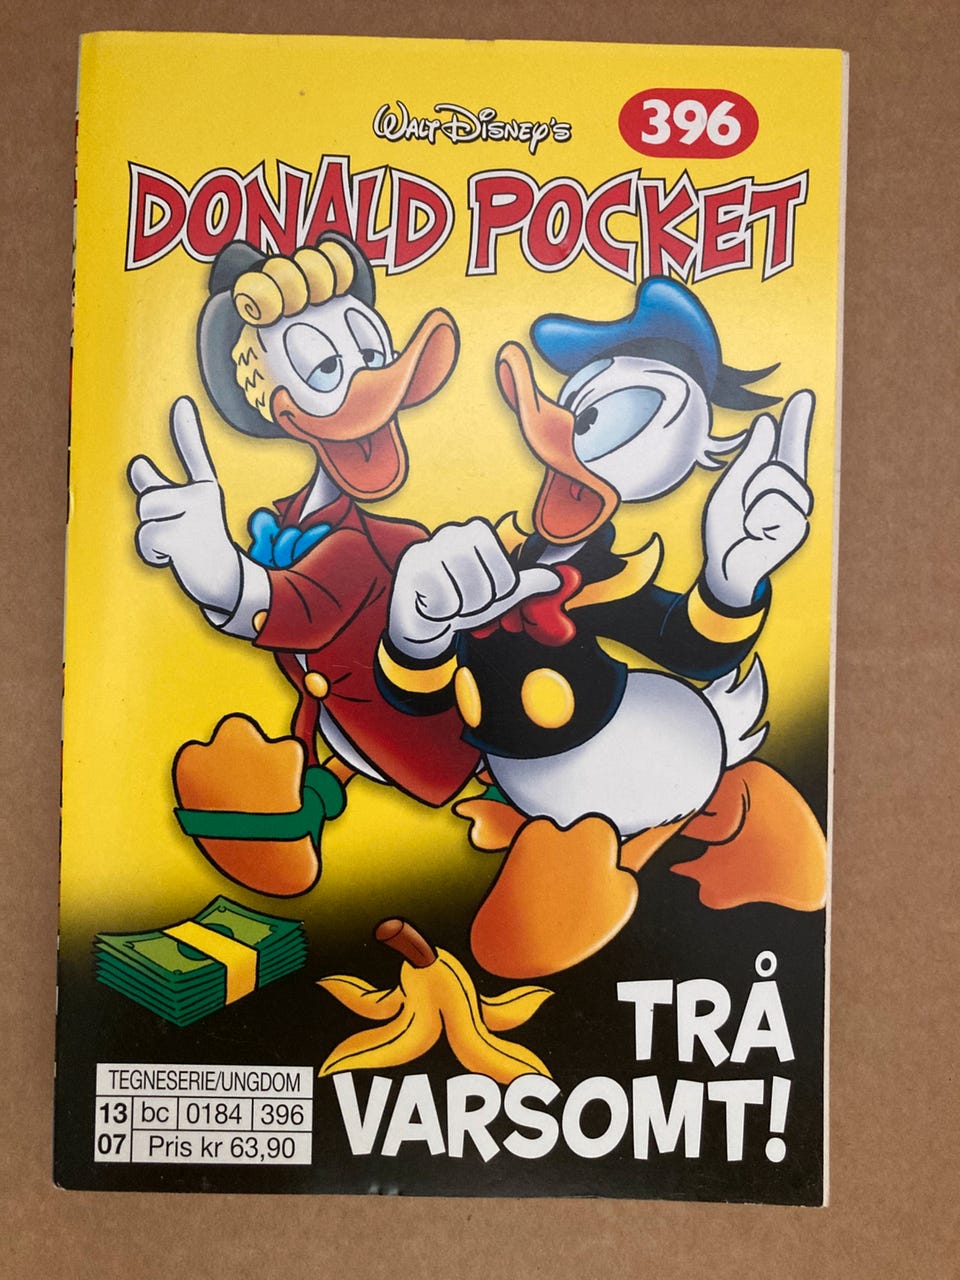 Walt Disney's
396
DONALD POCKET
TRÅ
VARSOMT!
TEGNESERIE/UNGDOM
13 bc 0184 396
07 Pris kr 63,90